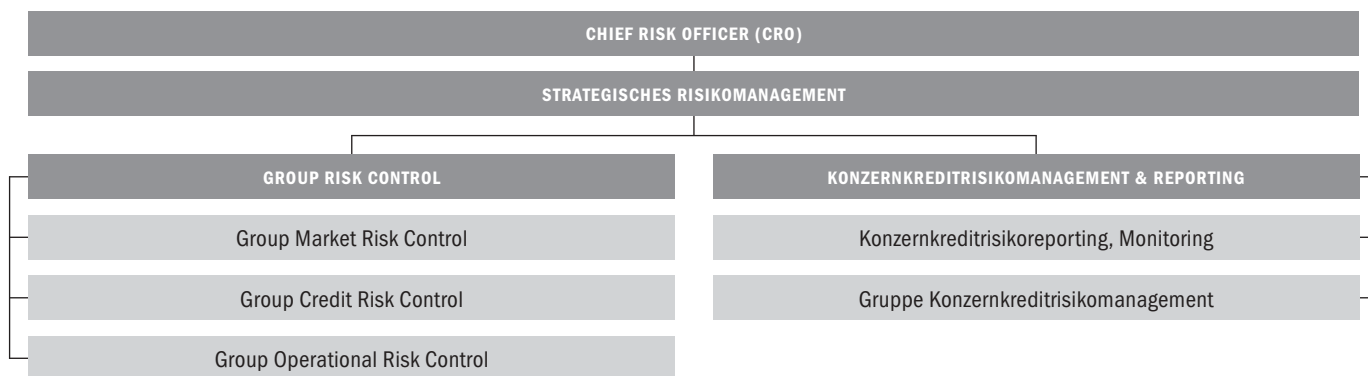 CHIEF RISK OFFICER (CRO)
STRATEGISCHES RISIKOMANAGEMENT
GROUP RISK CONTROL
Group Market Risk Control
Group Credit Risk Control
Group Operational Risk Control
KONZERNKREDITRISIKOMANAGEMENT & REPORTING
Konzernkreditrisikoreporting, Monitoring
Gruppe Konzernkreditrisikomanagement